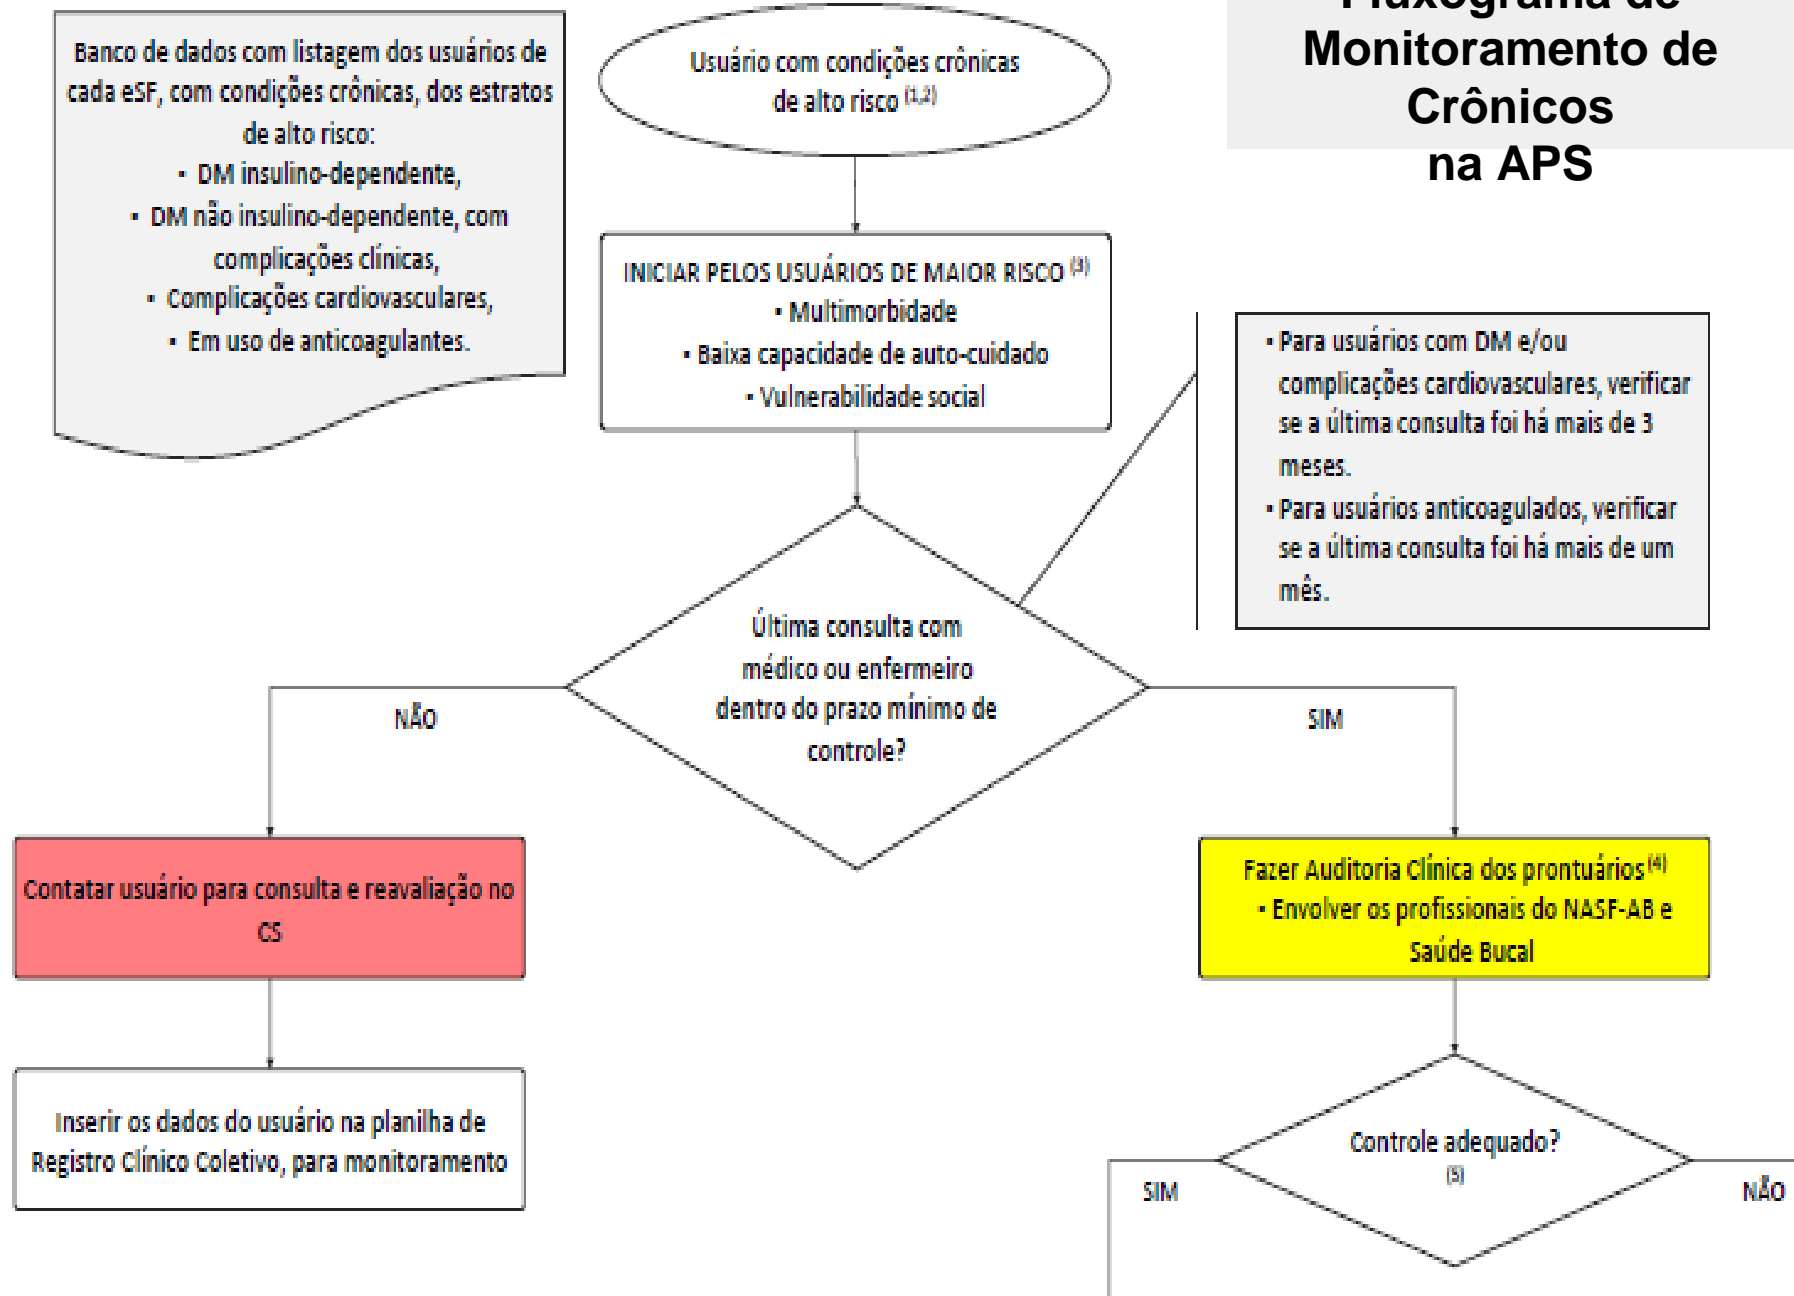 Fluxograma de
Monitoramento de
Crônicos
na APS
Banco de dados com listagem dos usuários de
cada eSF, com condições crônicas, dos estratos
de alto risco:
▪ DM insulino-dependente,
▪ DM não insulino-dependente, com
complicações clínicas,
▪ Complicações cardiovasculares,
▪ Em uso de anticoagulantes.
Usuário com condições crônicas
de alto risco (1,2)
INICIAR PELOS USUÁRIOS DE MAIOR RISCO (3)
▪ Multimorbidade
▪ Baixa capacidade de auto-cuidado
▪ Vulnerabilidade social
▪ Para usuários com DM e/ou
complicações cardiovasculares, verificar
se a última consulta foi há mais de 3
meses.
▪ Para usuários anticoagulados, verificar
se a última consulta foi há mais de um
mês.
Última consulta com
médico ou enfermeiro
dentro do prazo mínimo de
controle?
NÃO
SIM
Contatar usuário para consulta e reavaliação no
CS
Fazer Auditoria Clínica dos prontuários (4)
▪ Envolver os profissionais do NASF-AB e
Saúde Bucal
Inserir os dados do usuário na planilha de
Registro Clínico Coletivo, para monitoramento
Controle adequado?
(5)
SIM
NÃO